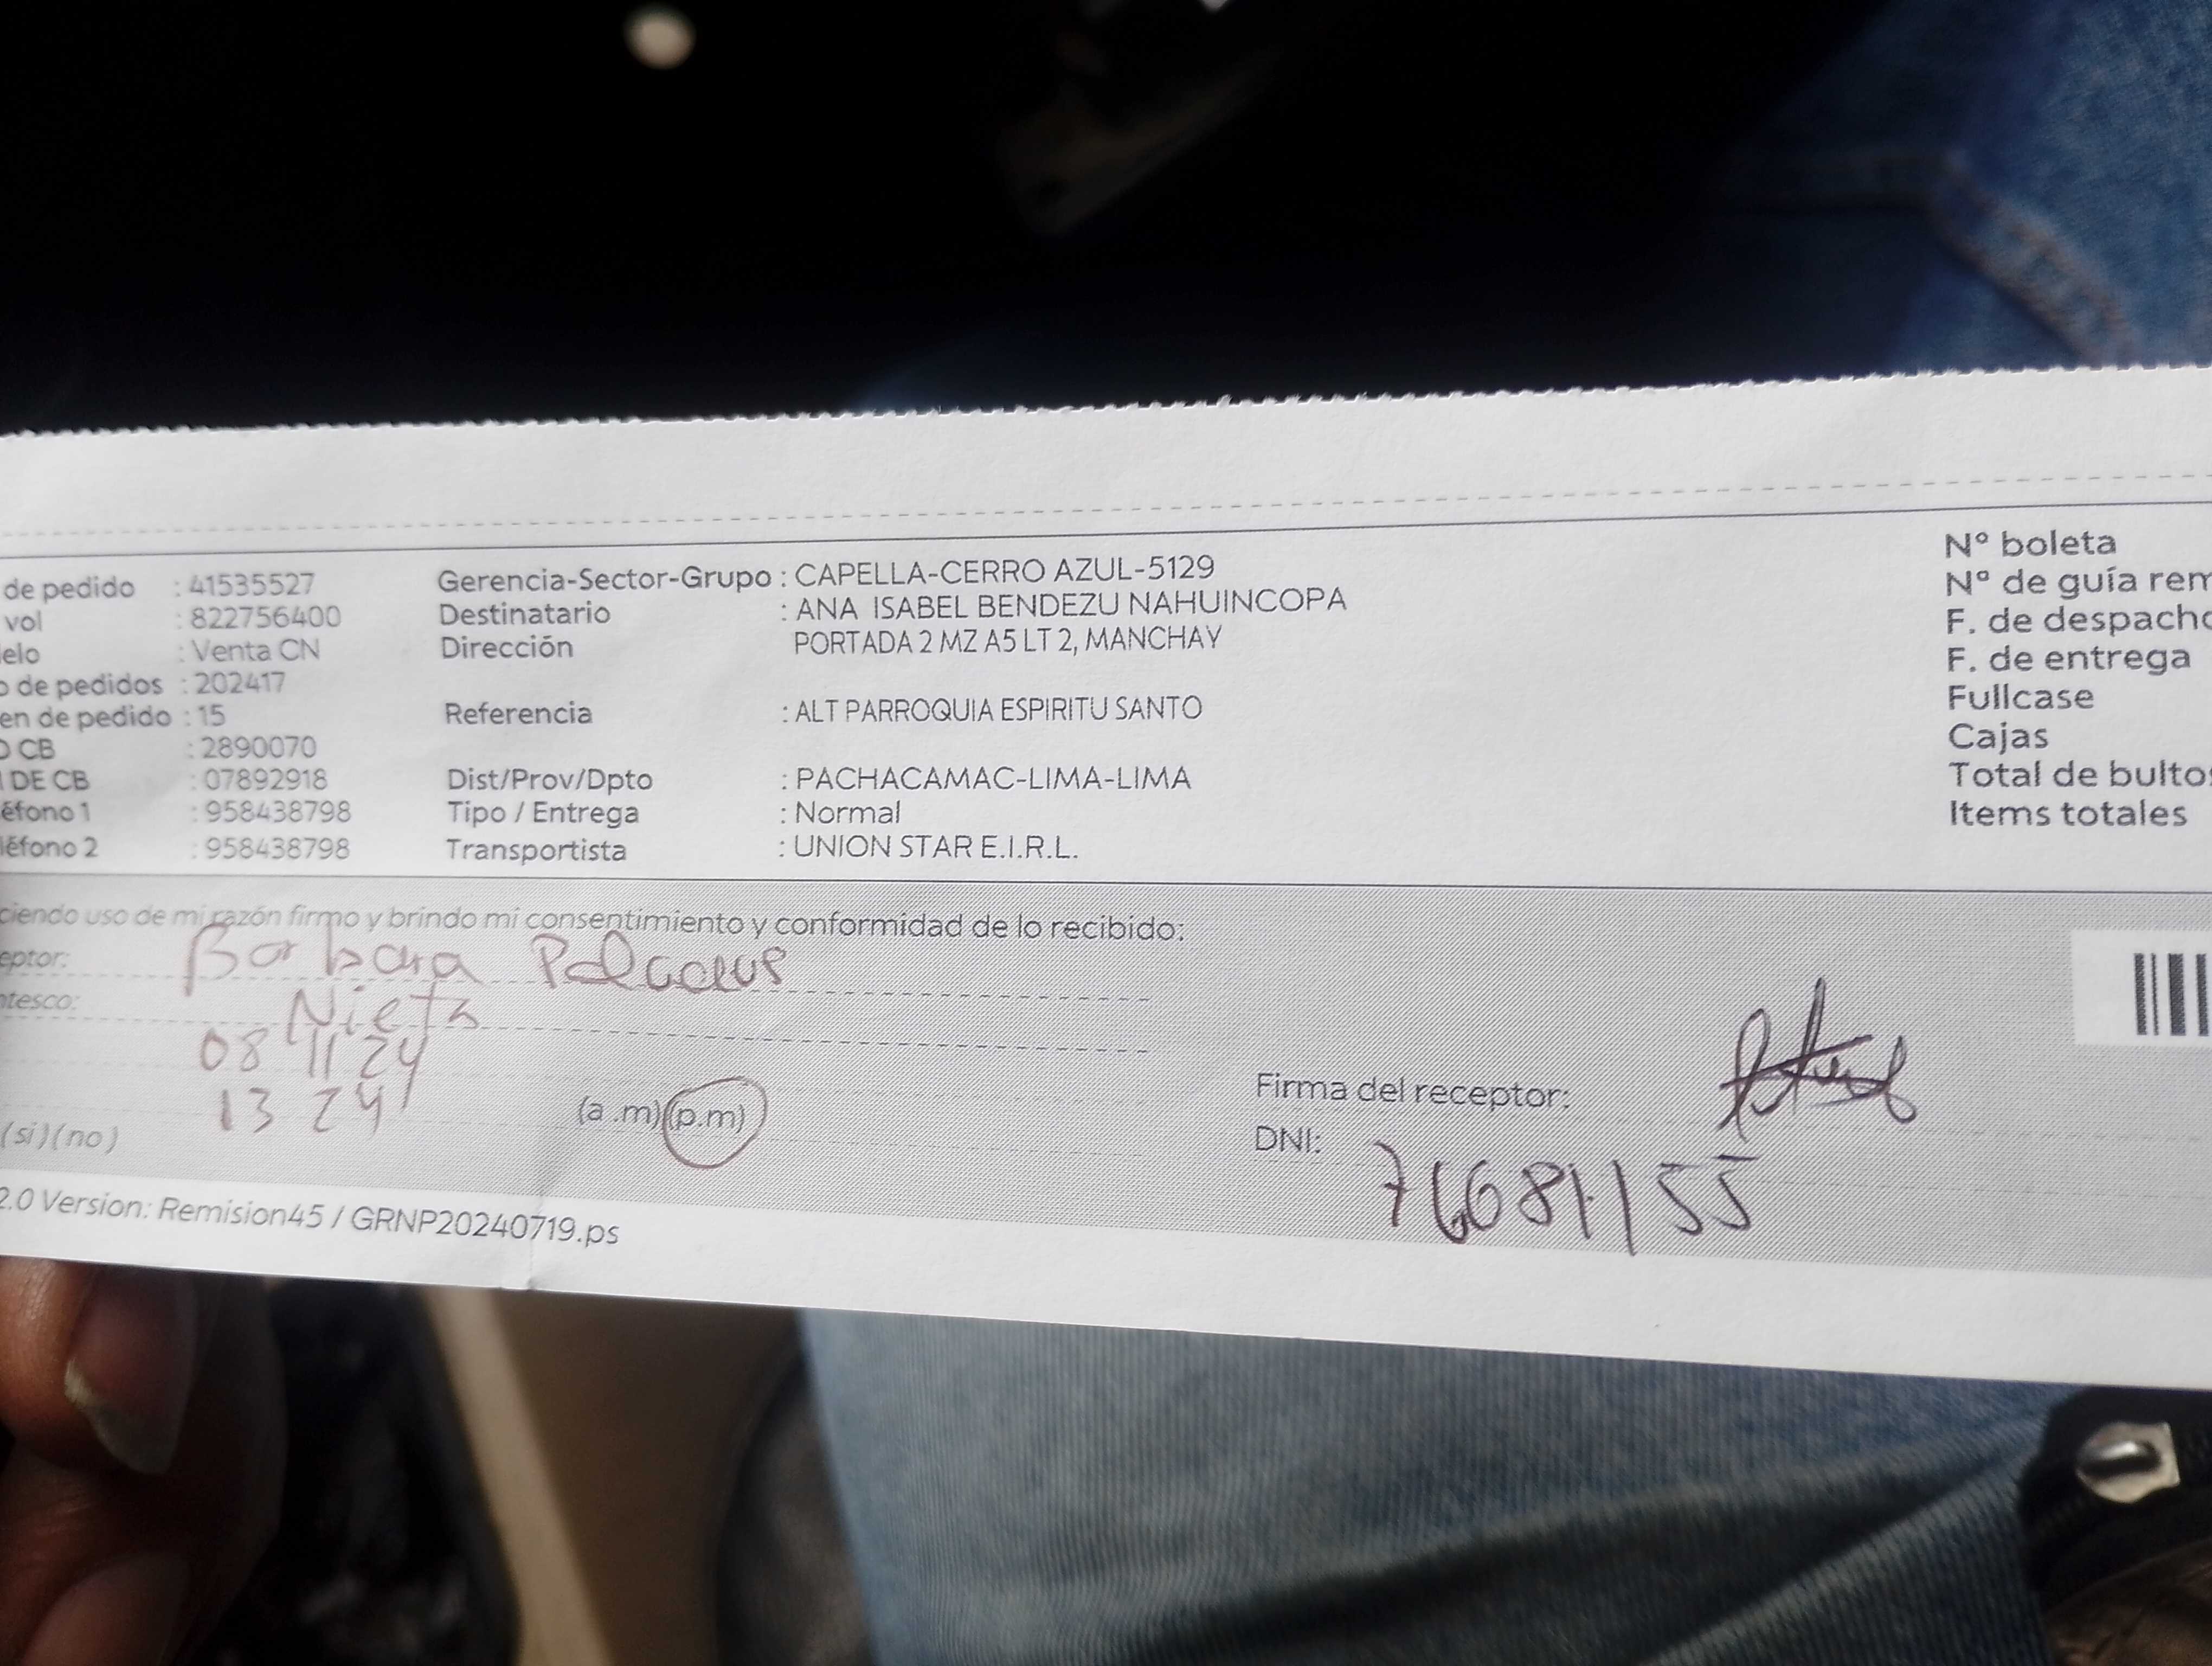 de pedido : 41535527
vol : 822756400
elo : Venta CN
o de pedidos : 202417
en de pedido : 15
O CB : 2890070
DE CB : 07892918
éfono 1 : 958438798
léfono 2 : 958438798
Gerencia-Sector-Grupo : CAPELLA-CERRO AZUL-5129
Destinatario : ANA ISABEL BENDEZU NAHUINCOPA
Dirección PORTADA 2 MZ A5 LT 2, MANCHAY
Referencia : ALT PARROQUIA ESPIRITU SANTO
Dist/Prov/Dpto : PACHACAMAC-LIMA-LIMA
Tipo / Entrega : Normal
Transportista : UNION STAR E.I.R.L.
Nº boleta
Nº de guía rem
F. de despacho
F. de entrega
Fullcase
Cajas
Total de bultos
Items totales
ciendo uso de mi razón firmo y brindo mi consentimiento y conformidad de lo recibido:
eptor: Barbara
ntesco: Nieta
08 11 24
13 24 (a .m) (p.m)
(si) (no)
Firma del receptor:
DNI: 76681155
2.0 Version: Remision45 / GRNP20240719.ps